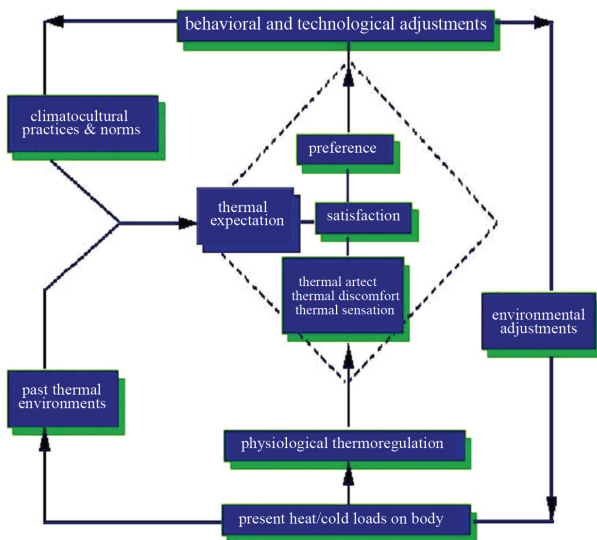 behavioral and technological adjustments
climatocultural
practices & norms
preference
thermal
expectation
satisfaction
thermal artect
thermal discomfort
thermal sensation
environmental
adjustments
past thermal
environments
physiological thermoregulation
present heat/cold loads on body